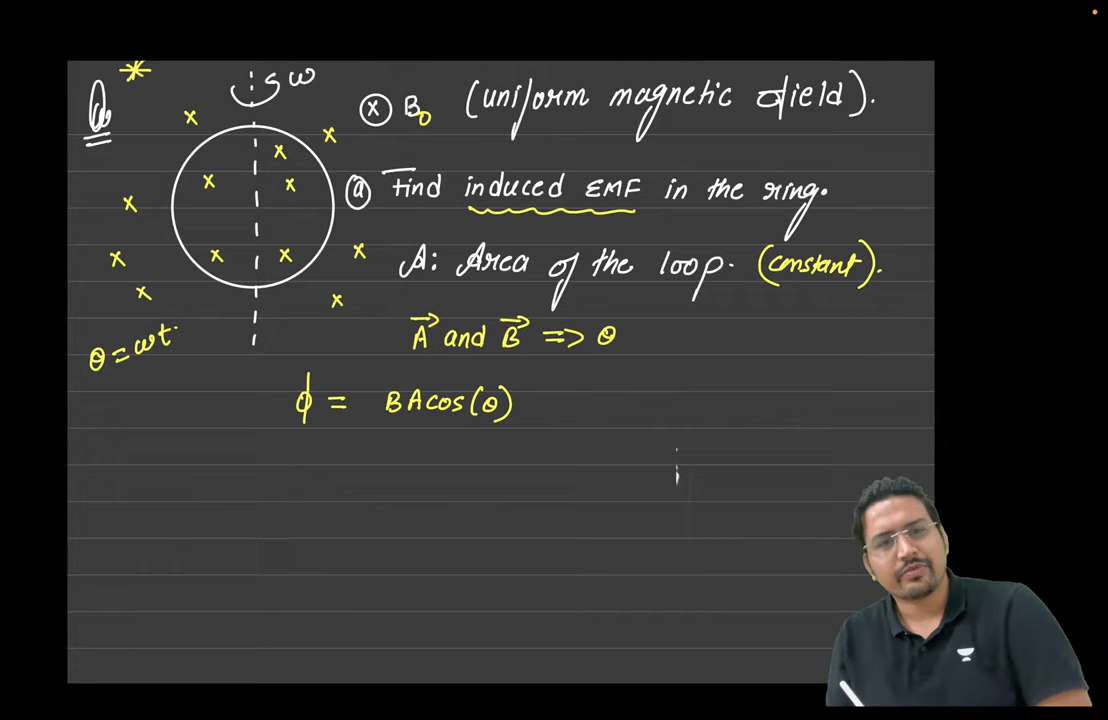 Q. *
ω
ⓧ B₀ (uniform magnetic field).
ⓐ Find induced EMF in the ring.
A: Area of the loop. (constant).
A⃗ and B⃗ => θ
θ = ωt
ϕ = BAcos(θ)